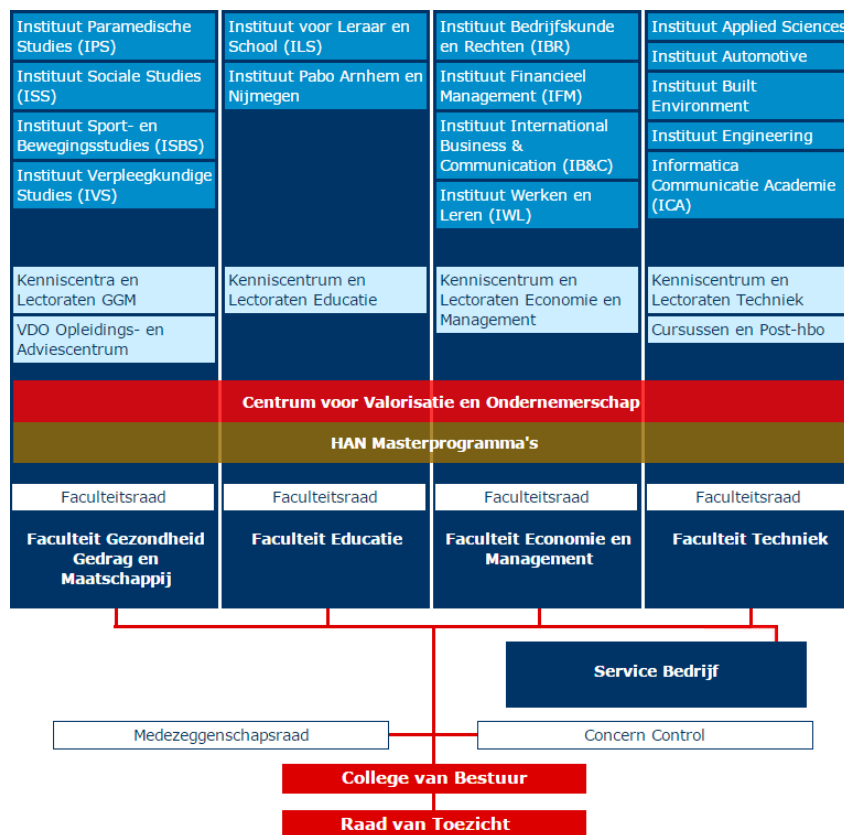 Instituut Paramedische
Studies (IPS)
Instituut Sociale Studies
(ISS)
Instituut Sport- en
Bewegingsstudies (ISBS)
Instituut Verpleegkundige
Studies (IVS)
Kenniscentra en
Lectoraten GGM
VDO Opleidings- en
Adviescentrum
Instituut voor Leraar en
School (ILS)
Instituut Pabo Arnhem en
Nijmegen
Kenniscentrum en
Lectoraten Educatie
Instituut Bedrijfskunde
en Rechten (IBR)
Instituut Financieel
Management (IFM)
Instituut International
Business &
Communication (IB&C)
Instituut Werken en
Leren (IWL)
Kenniscentrum en
Lectoraten Economie en
Management
Instituut Applied Sciences
Instituut Automotive
Instituut Built
Environment
Instituut Engineering
Informatica
Communicatie Academie
(ICA)
Kenniscentrum en
Lectoraten Techniek
Cursussen en Post-hbo
Centrum voor Valorisatie en Ondernemerschap
HAN Masterprogramma's
Faculteitsraad
Faculteit Gezondheid
Gedrag en
Maatschappij
Faculteitsraad
Faculteit Educatie
Faculteitsraad
Faculteit Economie en
Management
Faculteitsraad
Faculteit Techniek
Service Bedrijf
Medezeggenschapsraad
Concern Control
College van Bestuur
Raad van Toezicht